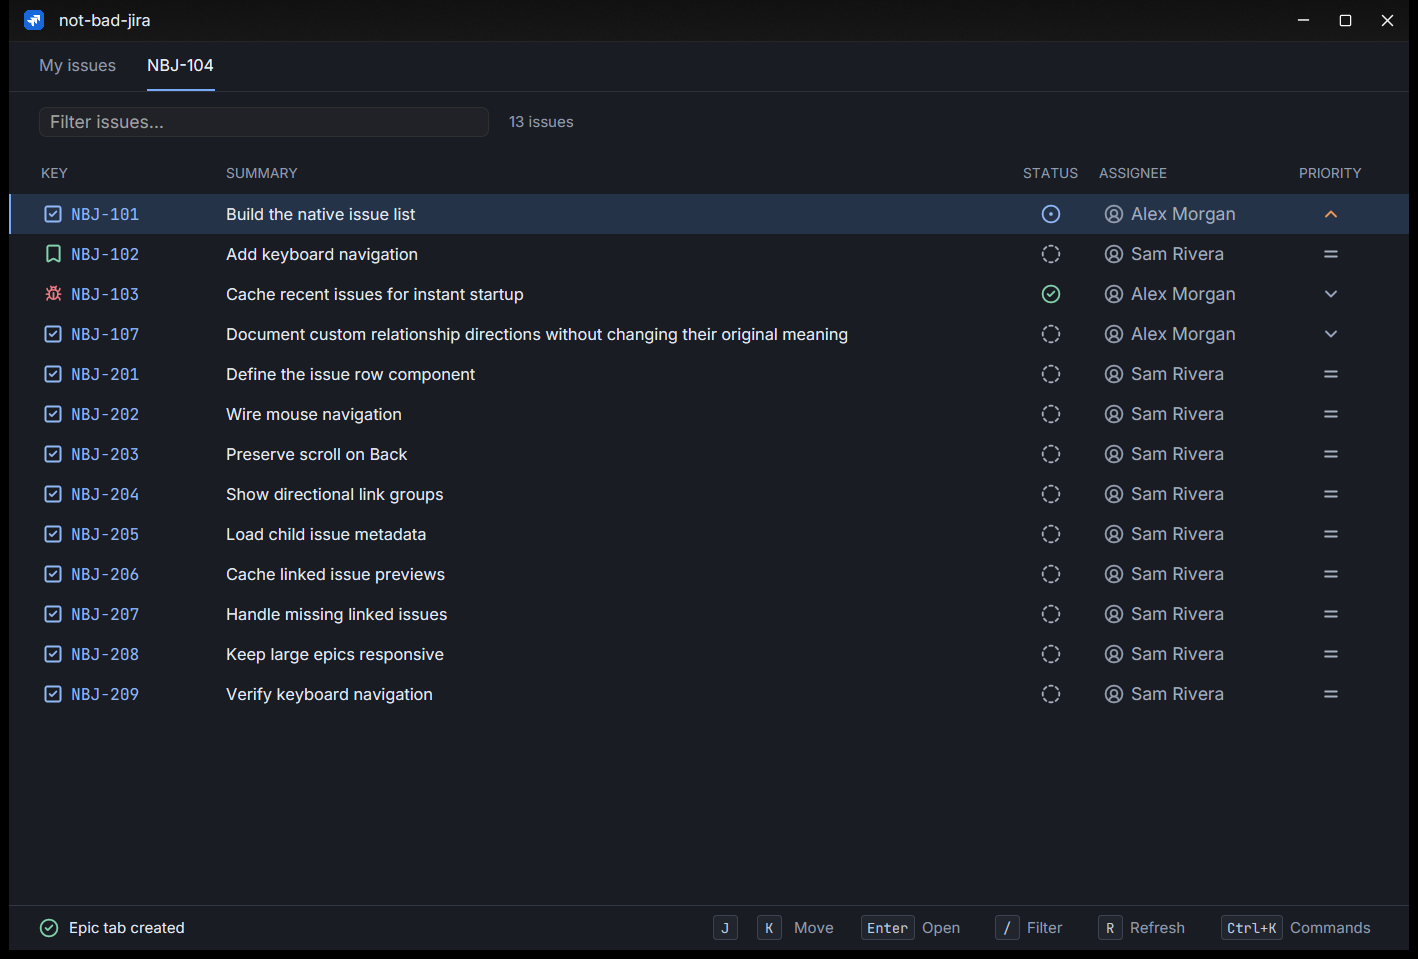 not-bad-jira
My issues NBJ-104
Filter issues... 13 issues
KEY SUMMARY STATUS ASSIGNEE PRIORITY
NBJ-101 Build the native issue list Alex Morgan
NBJ-102 Add keyboard navigation Sam Rivera
NBJ-103 Cache recent issues for instant startup Alex Morgan
NBJ-107 Document custom relationship directions without changing their original meaning Alex Morgan
NBJ-201 Define the issue row component Sam Rivera
NBJ-202 Wire mouse navigation Sam Rivera
NBJ-203 Preserve scroll on Back Sam Rivera
NBJ-204 Show directional link groups Sam Rivera
NBJ-205 Load child issue metadata Sam Rivera
NBJ-206 Cache linked issue previews Sam Rivera
NBJ-207 Handle missing linked issues Sam Rivera
NBJ-208 Keep large epics responsive Sam Rivera
NBJ-209 Verify keyboard navigation Sam Rivera
Epic tab created J K Move Enter Open / Filter R Refresh Ctrl+K Commands